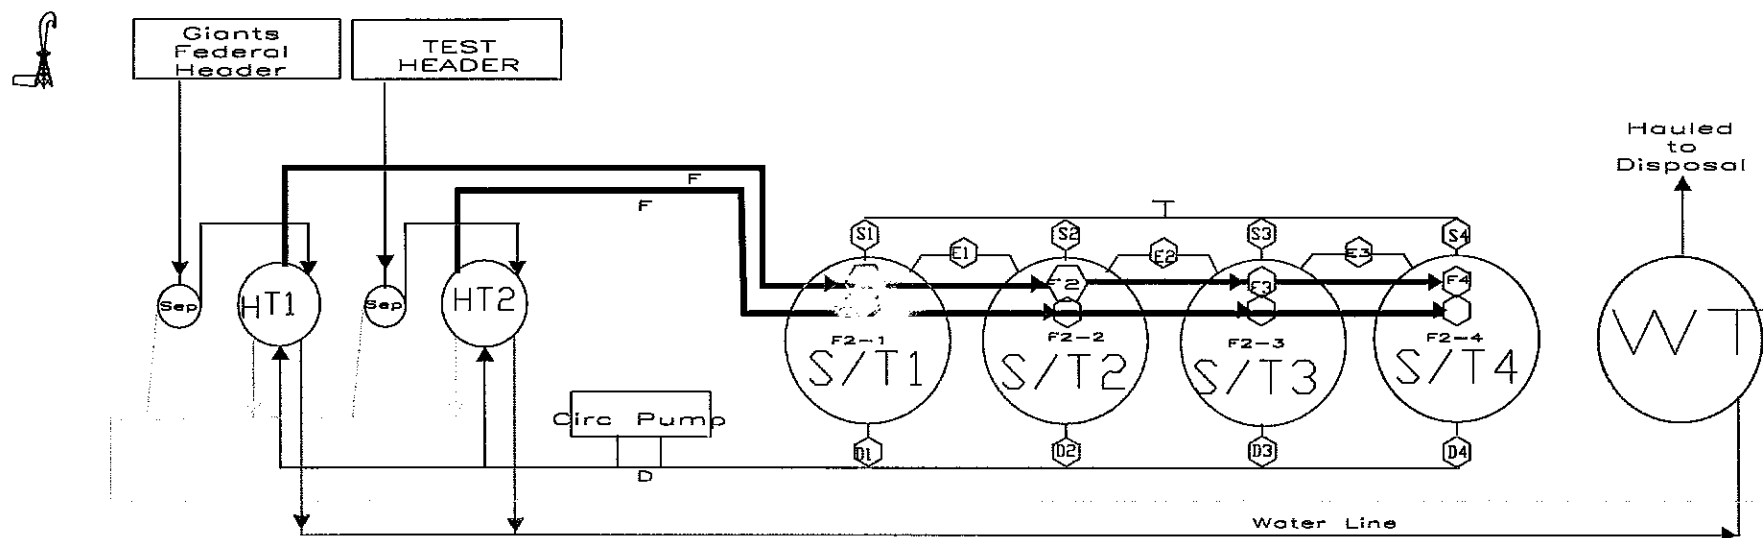 Giants
Federal
Header
TEST
HEADER
Hauled
to
Disposal
F
F
T
S1
S2
S3
S4
E1
E2
E3
F3
F4
Sep
HT1
Sep
HT2
F2-1
F2-2
F2-3
F2-4
S/T1
S/T2
S/T3
S/T4
WT
Circ Pump
D1
D2
D3
D4
D
Water Line